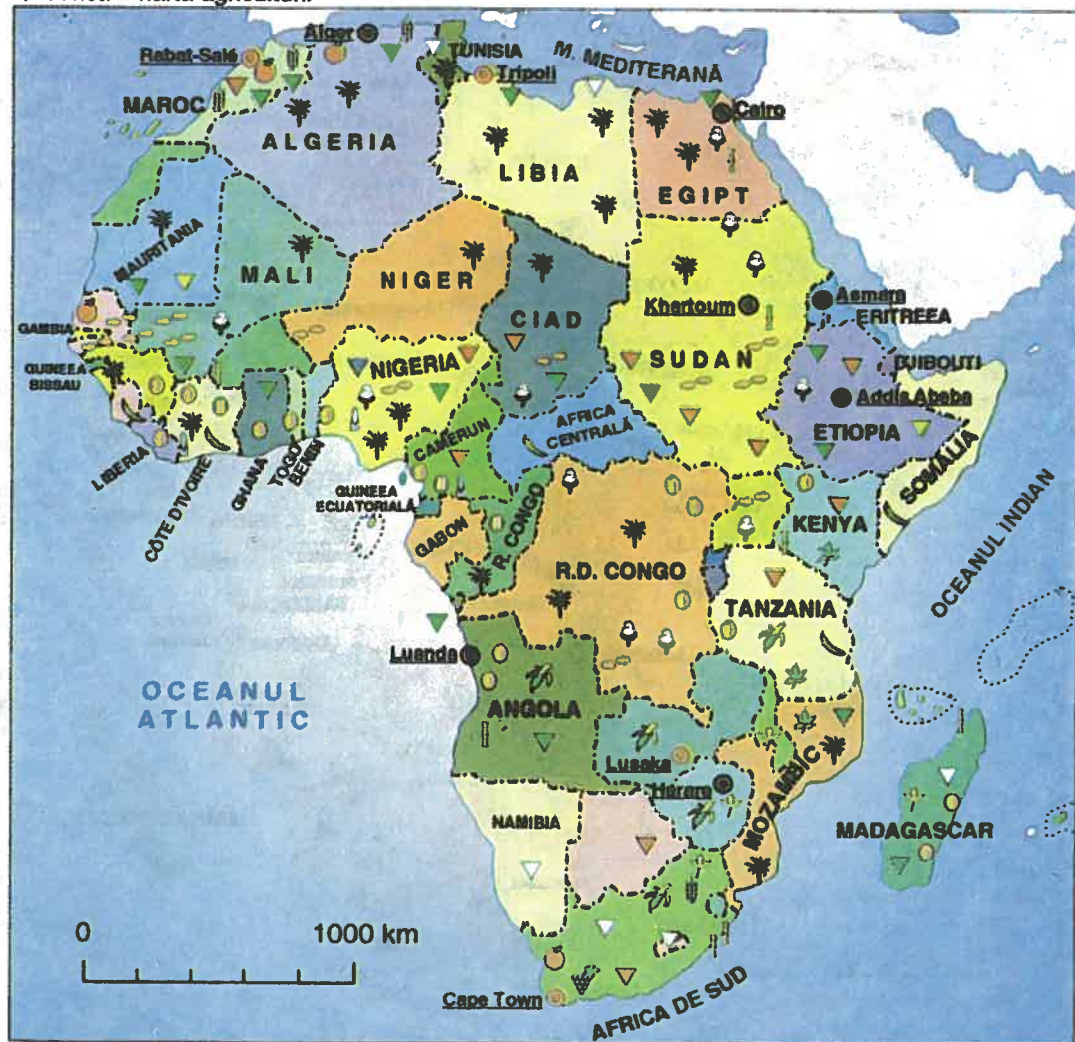 harta agriculturii
Alger
Rabat-Salé
TUNISIA
M. MEDITERANĂ
Tripoli
MAROC
Cairo
ALGERIA
LIBIA
EGIPT
MAURITANIA
MALI
NIGER
CIAD
Khartoum
Asmara
ERITREEA
GAMBIA
GUINEEA
BISSAU
NIGERIA
SUDAN
DJIBOUTI
Addis Ababa
AFRICA
CENTRALĂ
ETIOPIA
CAMERUN
SOMALIA
LIBERIA
CÔTE D'IVOIRE
GHANA
TOGO
BENIN
GUINEEA
ECUATORIALĂ
R. CONGO
GABON
KENYA
OCEANUL INDIAN
R.D. CONGO
TANZANIA
Luanda
OCEANUL
ATLANTIC
ANGOLA
Lusaka
Harare
MOZAMBIC
NAMIBIA
MADAGASCAR
0 1000 km
Cape Town
AFRICA DE SUD